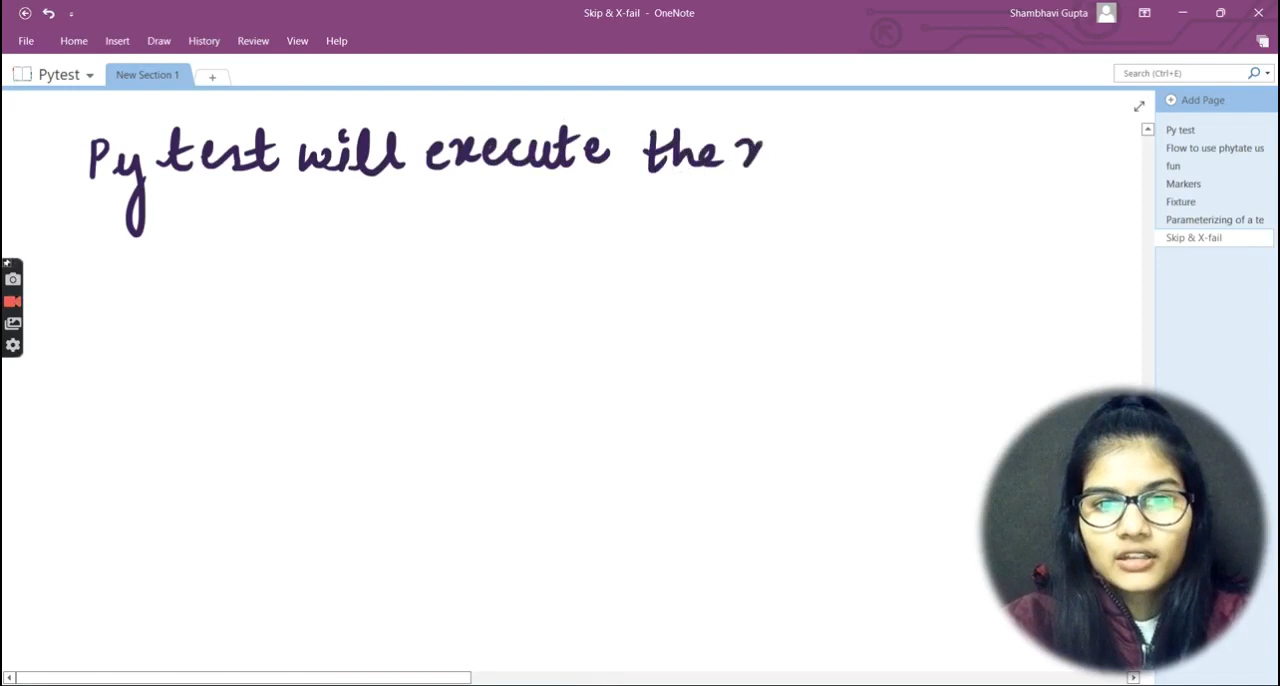 Skip & X-fail - OneNote
Shambhavi Gupta
File Home Insert Draw History Review View Help
Pytest
New Section 1
Search (Ctrl+E)
Add Page
Py test will execute the x
Py test
Flow to use phytate us
fun
Markers
Fixture
Parameterizing of a te
Skip & X-fail